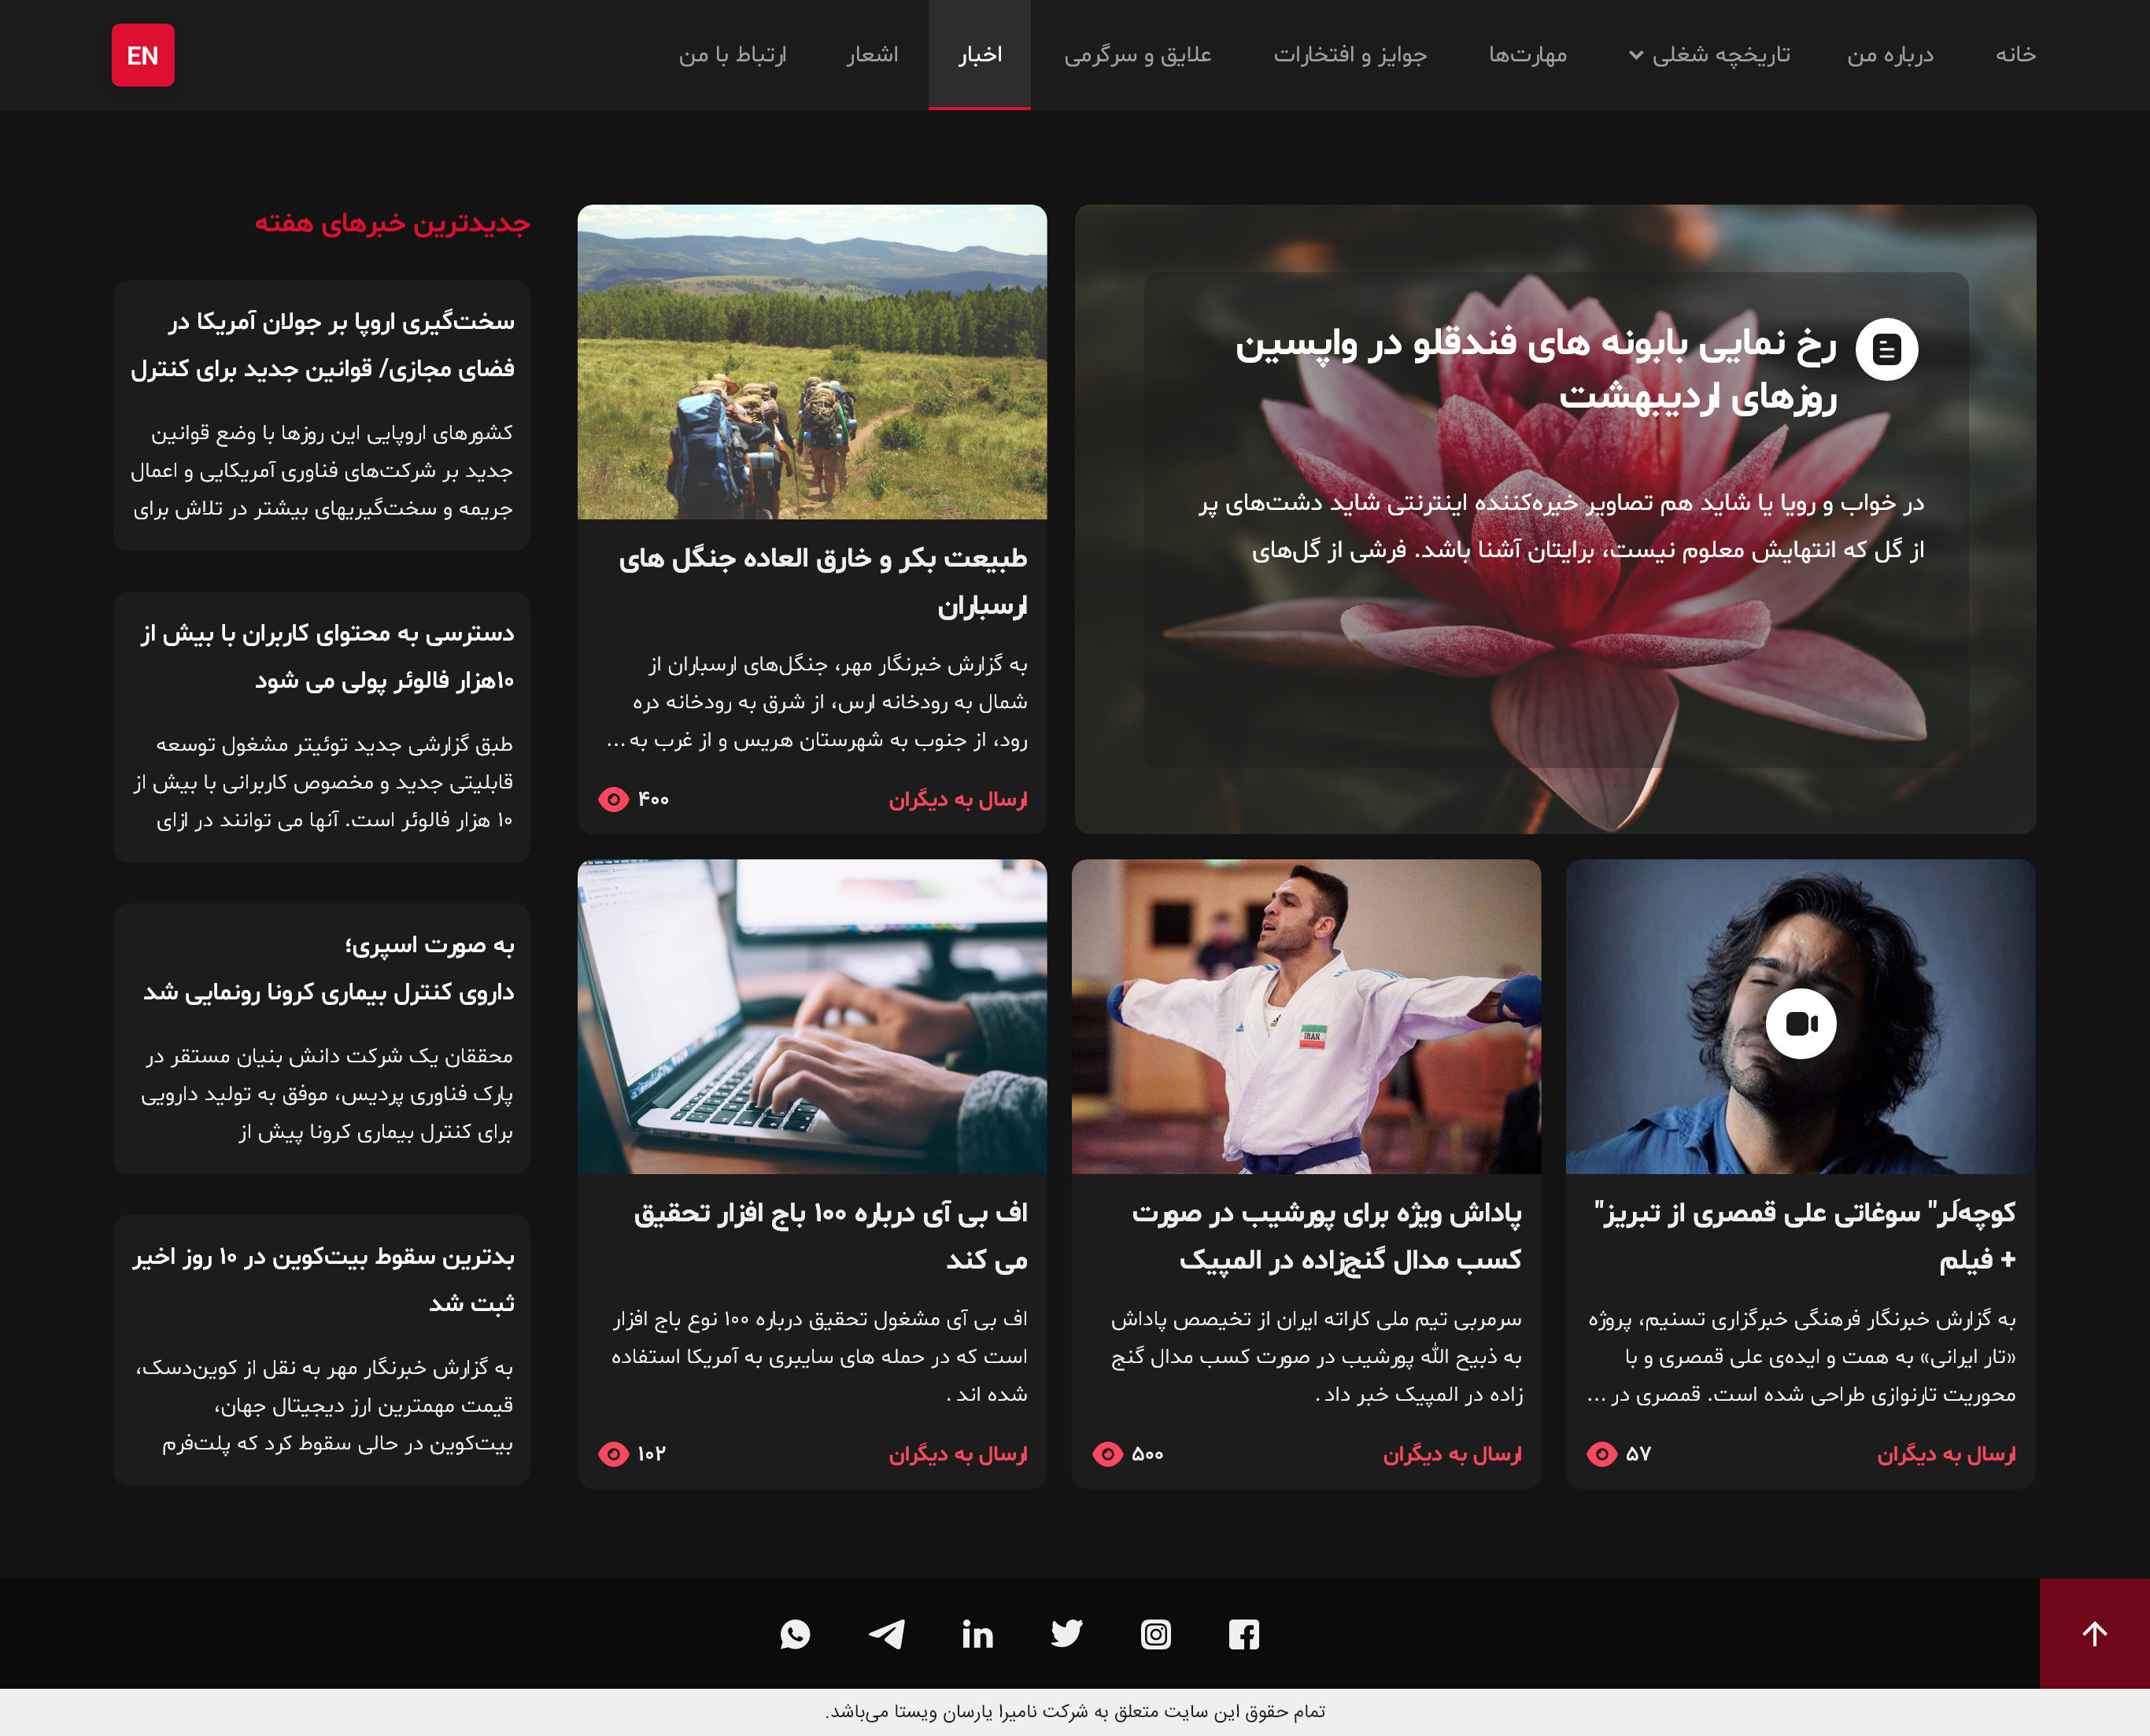 خانه
درباره من
تاریخچه شغلی
مهارت‌ها
جوایز و افتخارات
علایق و سرگرمی
اخبار
اشعار
ارتباط با من
EN
رخ نمایی بابونه های فندقلو در واپسین
روزهای اردیبهشت
در خواب و رویا یا شاید هم تصاویر خیره‌کننده اینترنتی شاید دشت‌های پر
از گل که انتهایش معلوم نیست، برایتان آشنا باشد. فرشی از گل‌های
طبیعت بکر و خارق العاده جنگل های
ارسباران
به گزارش خبرنگار مهر، جنگل‌های ارسباران از
شمال به رودخانه ارس، از شرق به رودخانه دره
رود، از جنوب به شهرستان هریس و از غرب به ...
ارسال به دیگران
۴۰۰
کوچه‌لَر" سوغاتی علی قمصری از تبریز"
+ فیلم
به گزارش خبرنگار فرهنگی خبرگزاری تسنیم، پروژه
«تار ایرانی» به همت و ایده‌ی علی قمصری و با
محوریت تارنوازی طراحی شده است. قمصری در ...
ارسال به دیگران
۵۷
IRAN
پاداش ویژه برای پورشیب در صورت
کسب مدال گنج‌زاده در المپیک
سرمربی تیم ملی کاراته ایران از تخیصص پاداش
به ذبیح الله پورشیب در صورت کسب مدال گنج
زاده در المپیک خبر داد .
ارسال به دیگران
۵۰۰
اف بی آی درباره ۱۰۰ باج افزار تحقیق
می کند
اف بی آی مشغول تحقیق درباره ۱۰۰ نوع باج افزار
است که در حمله های سایبری به آمریکا استفاده
شده اند .
ارسال به دیگران
۱۰۲
جدیدترین خبرهای هفته
سخت‌گیری اروپا بر جولان آمریکا در
فضای مجازی/ قوانین جدید برای کنترل
کشورهای اروپایی این روزها با وضع قوانین
جدید بر شرکت‌های فناوری آمریکایی و اعمال
جریمه و سخت‌گیریهای بیشتر در تلاش برای
دسترسی به محتوای کاربران با بیش از
۱۰هزار فالوئر پولی می شود
طبق گزارشی جدید توئیتر مشغول توسعه
قابلیتی جدید و مخصوص کاربرانی با بیش از
۱۰ هزار فالوئر است. آنها می توانند در ازای
به صورت اسپری؛
داروی کنترل بیماری کرونا رونمایی شد
محققان یک شرکت دانش بنیان مستقر در
پارک فناوری پردیس، موفق به تولید دارویی
برای کنترل بیماری کرونا پیش از
بدترین سقوط بیت‌کوین در ۱۰ روز اخیر
ثبت شد
به گزارش خبرنگار مهر به نقل از کوین‌دسک،
قیمت مهمترین ارز دیجیتال جهان،
بیت‌کوین در حالی سقوط کرد که پلت‌فرم
تمام حقوق این سایت متعلق به شرکت نامیرا یارسان ویستا می‌باشد.